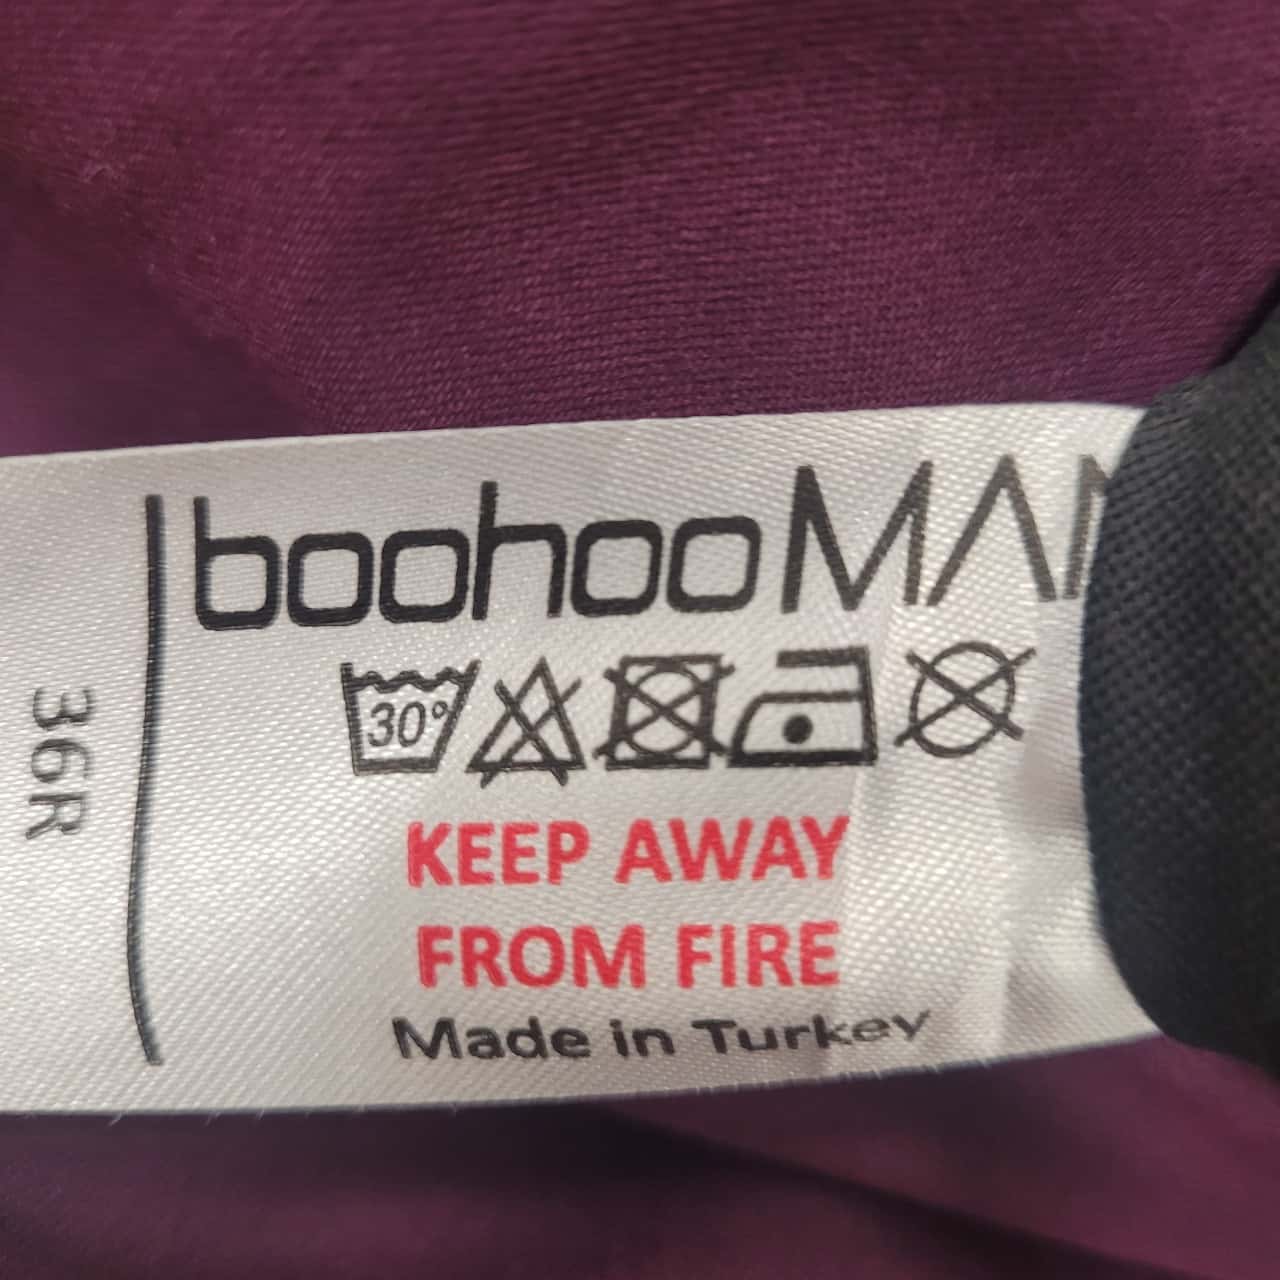 boohooMAN
30°
KEEP AWAY
FROM FIRE
Made in Turkey
36R